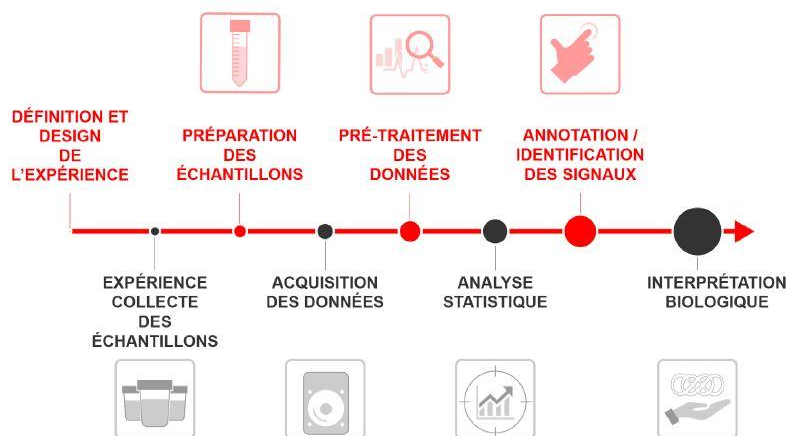 DÉFINITION ET
DESIGN
DE
L'EXPÉRIENCE
EXPÉRIENCE
COLLECTE
DES
ÉCHANTILLONS
PRÉPARATION
DES
ÉCHANTILLONS
ACQUISITION
DES DONNÉES
PRÉ-TRAITEMENT
DES
DONNÉES
ANALYSE
STATISTIQUE
ANNOTATION /
IDENTIFICATION
DES SIGNAUX
INTERPRÉTATION
BIOLOGIQUE